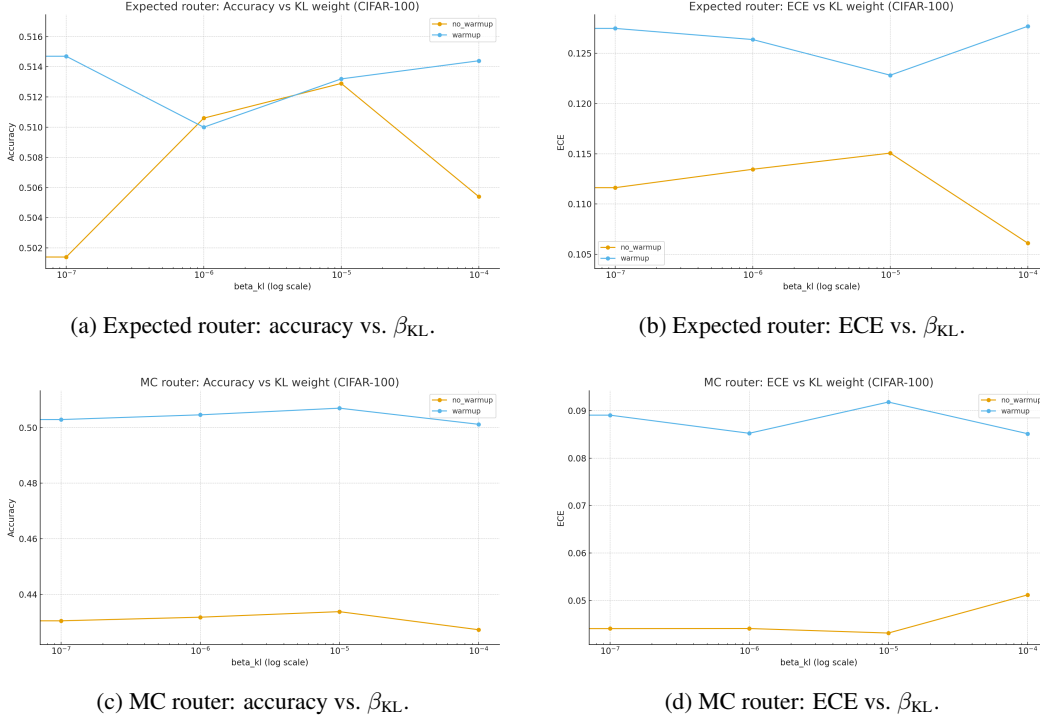 Expected router: Accuracy vs KL weight (CIFAR-100)
no_warmup
warmup
0.516
0.514
0.512
0.510
0.508
0.506
0.504
0.502
Accuracy
10⁻⁷
10⁻⁶
10⁻⁵
10⁻⁴
beta_kl (log scale)
(a) Expected router: accuracy vs. β_KL.
Expected router: ECE vs KL weight (CIFAR-100)
0.125
0.120
0.115
0.110
0.105
ECE
no_warmup
warmup
10⁻⁷
10⁻⁶
10⁻⁵
10⁻⁴
beta_kl (log scale)
(b) Expected router: ECE vs. β_KL.
MC router: Accuracy vs KL weight (CIFAR-100)
no_warmup
warmup
0.50
0.48
0.46
0.44
Accuracy
10⁻⁷
10⁻⁶
10⁻⁵
10⁻⁴
beta_kl (log scale)
(c) MC router: accuracy vs. β_KL.
MC router: ECE vs KL weight (CIFAR-100)
no_warmup
warmup
0.09
0.08
0.07
0.06
0.05
ECE
10⁻⁷
10⁻⁶
10⁻⁵
10⁻⁴
beta_kl (log scale)
(d) MC router: ECE vs. β_KL.